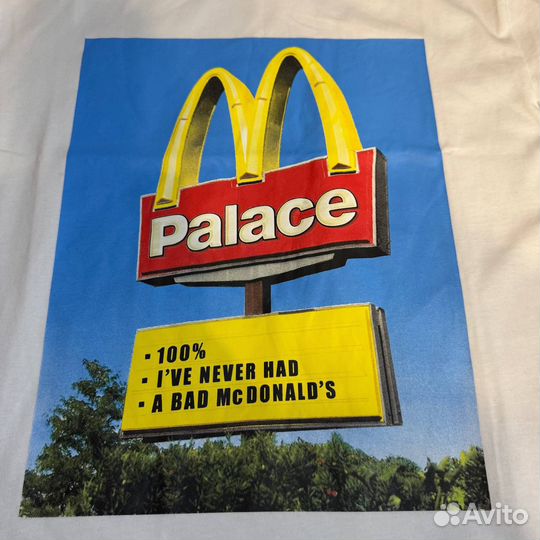 Palace
▪ 100%
▪ I'VE NEVER HAD
▪ A BAD McDONALD'S
Avito